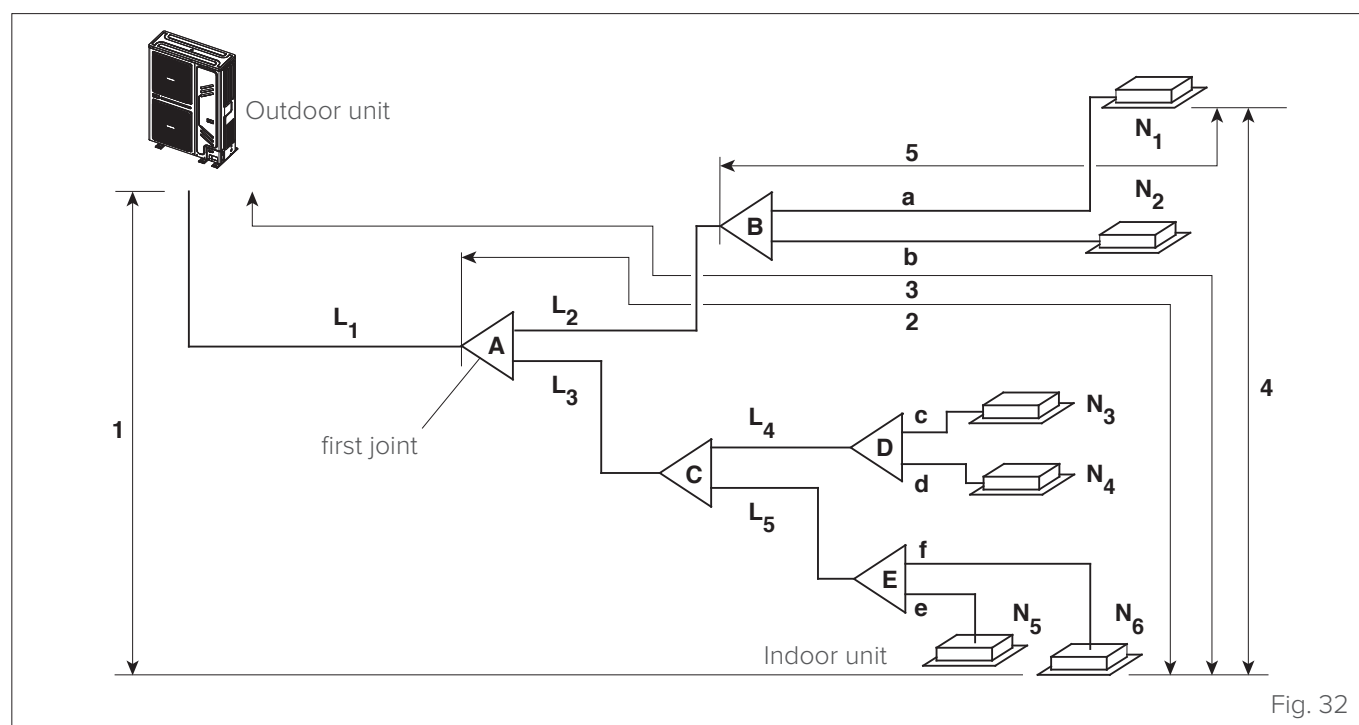 Outdoor unit
N1
5
a
N2
B
b
3
L1
L2
2
A
L3
4
1
first joint
L4
c
N3
D
C
d
N4
L5
f
E
e
N5
N6
Indoor unit
Fig. 32